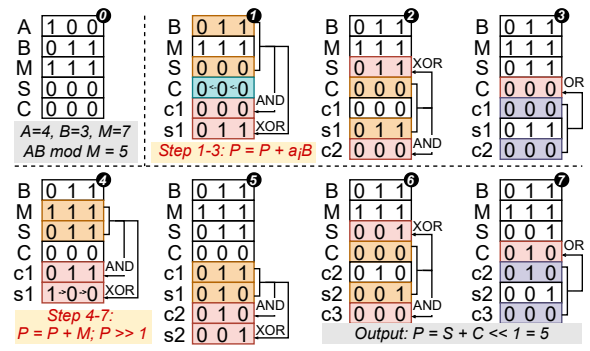 0
A 1 0 0
B 0 1 1
M 1 1 1
S 0 0 0
C 0 0 0
A=4, B=3, M=7
AB mod M = 5
1
B 0 1 1
M 1 1 1
S 0 0 0
C 0 <- 0 <- 0
c1 0 0 0 AND
s1 0 1 1 XOR
Step 1-3: P = P + a¡B
2
B 0 1 1
M 1 1 1
S 0 1 1 XOR
C 0 0 0
c1 0 0 0
s1 0 1 1
c2 0 0 0 AND
3
B 0 1 1
M 1 1 1
S 0 1 1
C 0 0 0 OR
c1 0 0 0
s1 0 1 1
c2 0 0 0
4
B 0 1 1
M 1 1 1
S 0 1 1
C 0 0 0
c1 0 1 1 AND
s1 1 -> 0 -> 0 XOR
Step 4-7:
P = P + M; P >> 1
5
B 0 1 1
M 1 1 1
S 0 1 1
C 0 0 0
c1 0 1 1
s1 0 1 0
c2 0 1 0 AND
s2 0 0 1 XOR
6
B 0 1 1
M 1 1 1
S 0 0 1 XOR
C 0 0 0
c2 0 1 0
s2 0 0 1
c3 0 0 0 AND
7
B 0 1 1
M 1 1 1
S 0 0 1
C 0 1 0 OR
c2 0 1 0
s2 0 0 1
c3 0 0 0
Output: P = S + C << 1 = 5